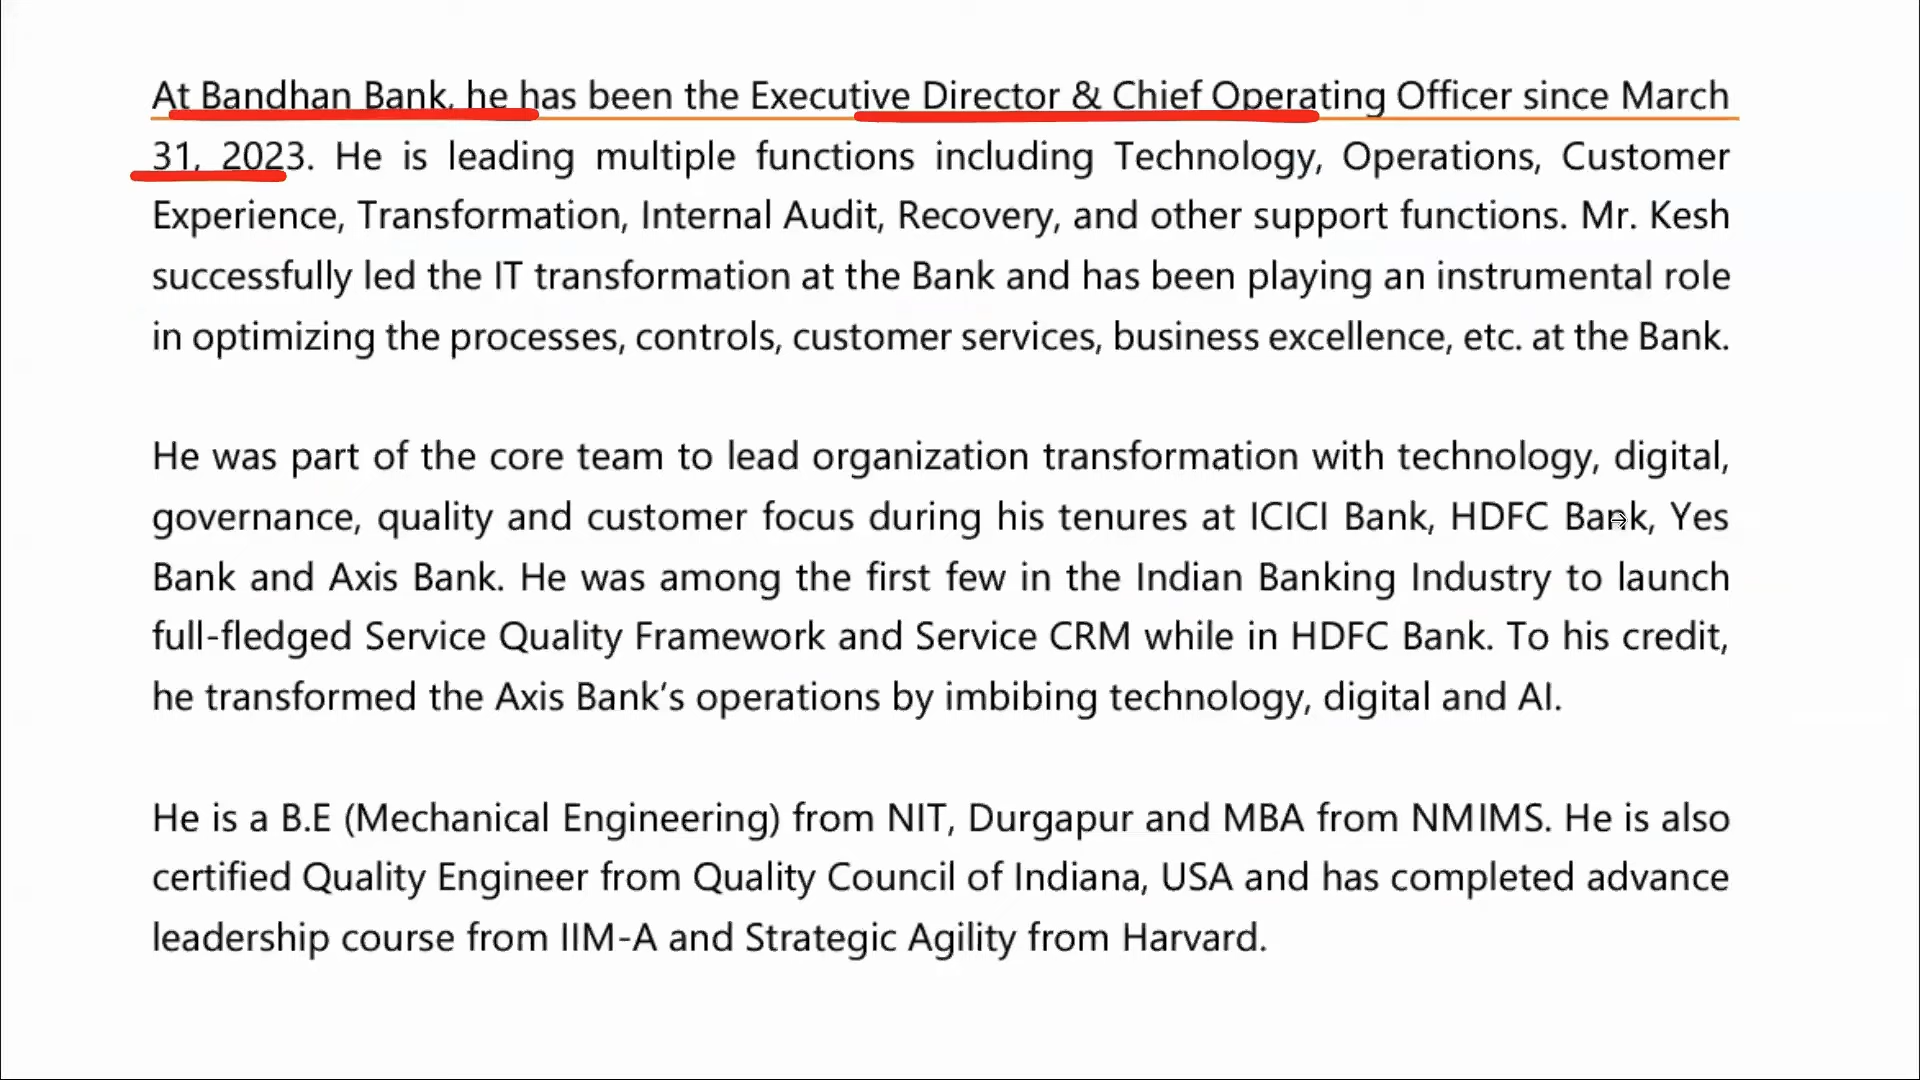 At Bandhan Bank, he has been the Executive Director & Chief Operating Officer since March
31, 2023. He is leading multiple functions including Technology, Operations, Customer
Experience, Transformation, Internal Audit, Recovery, and other support functions. Mr. Kesh
successfully led the IT transformation at the Bank and has been playing an instrumental role
in optimizing the processes, controls, customer services, business excellence, etc. at the Bank.
He was part of the core team to lead organization transformation with technology, digital,
governance, quality and customer focus during his tenures at ICICI Bank, HDFC Bank, Yes
Bank and Axis Bank. He was among the first few in the Indian Banking Industry to launch
full-fledged Service Quality Framework and Service CRM while in HDFC Bank. To his credit,
he transformed the Axis Bank’s operations by imbibing technology, digital and AI.
He is a B.E (Mechanical Engineering) from NIT, Durgapur and MBA from NMIMS. He is also
certified Quality Engineer from Quality Council of Indiana, USA and has completed advance
leadership course from IIM-A and Strategic Agility from Harvard.